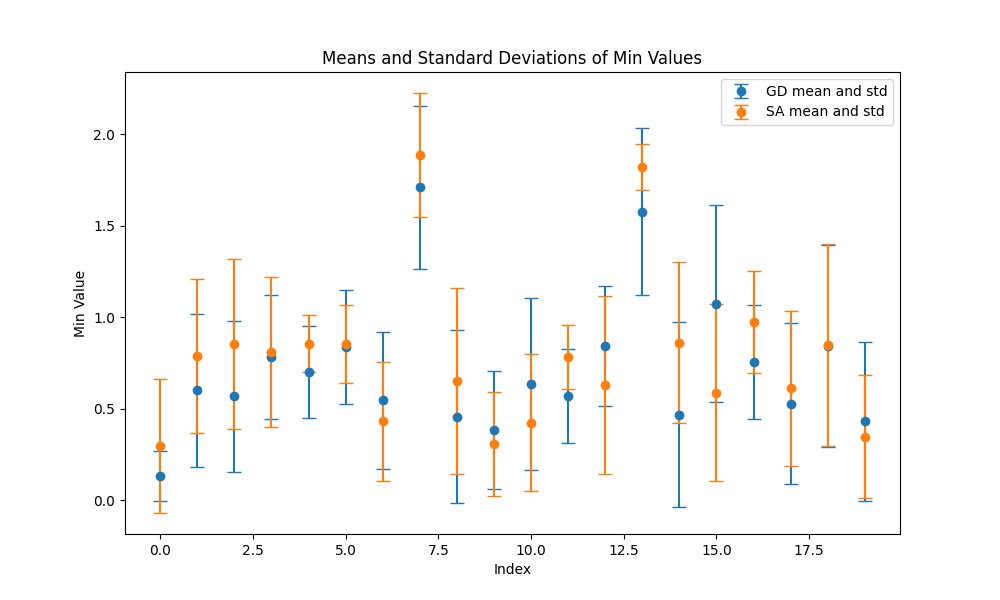 Means and Standard Deviations of Min Values
GD mean and std
SA mean and std
Min Value
2.0
1.5
1.0
0.5
0.0
0.0 2.5 5.0 7.5 10.0 12.5 15.0 17.5
Index